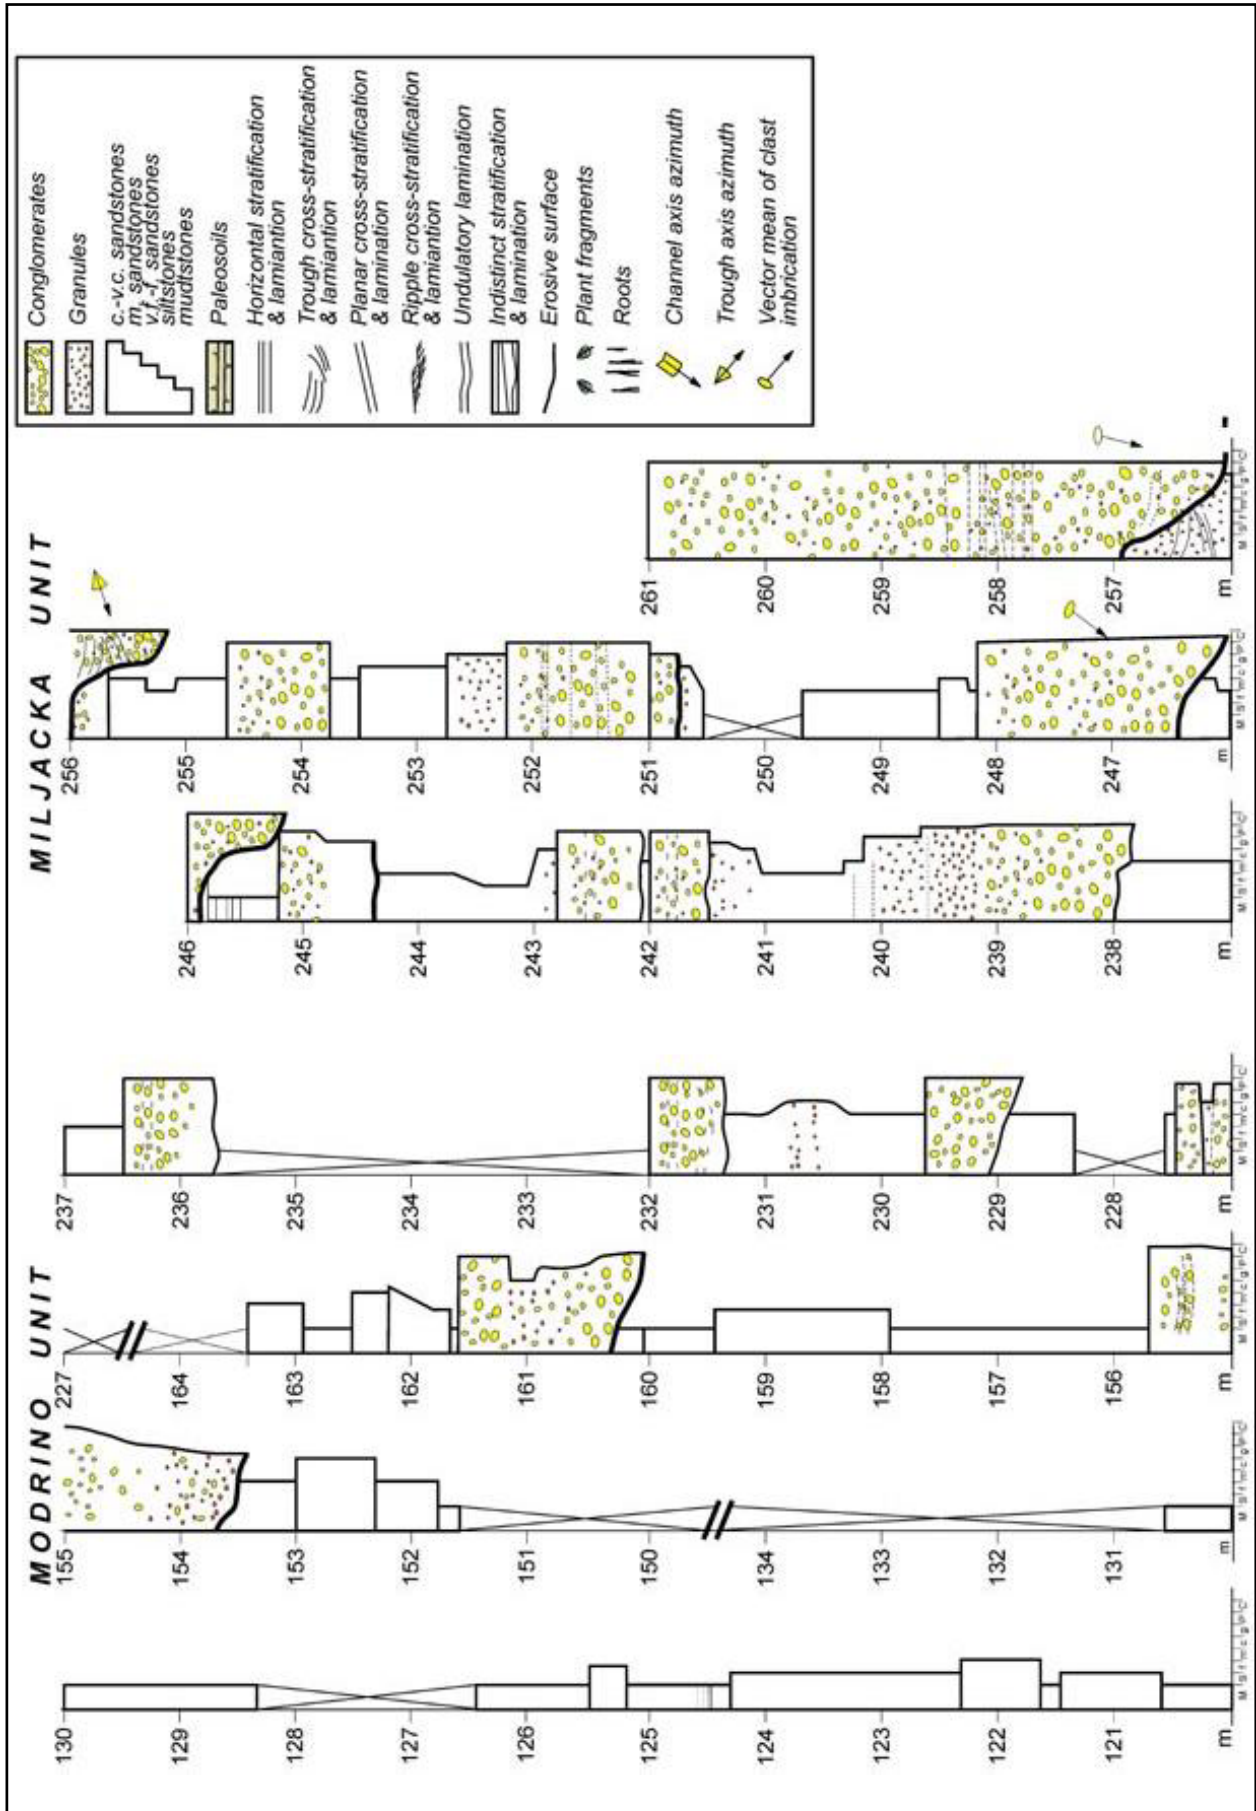 MODRINO UNIT
MILJACKA UNIT
130
129
128
127
126
125
124
123
122
121
155
154
153
152
151
150
134
133
132
131
m
227
164
163
162
161
160
159
158
157
156
m
237
236
235
234
233
232
231
230
229
228
m
246
245
244
243
242
241
240
239
238
m
256
255
254
253
252
251
250
249
248
247
m
261
260
259
258
257
m
Conglomerates
Granules
c.-v.c. sandstones
m. sandstones
v.f.-f. sandstones
siltstones
mudtstones
Paleosoils
Horizontal stratification
& lamiantion
Trough cross-stratification
& lamiantion
Planar cross-stratification
& lamination
Ripple cross-stratification
& lamiantion
Undulatory lamination
Indistinct stratification
& lamination
Erosive surface
Plant fragments
Roots
Channel axis azimuth
Trough axis azimuth
Vector mean of clast
imbrication